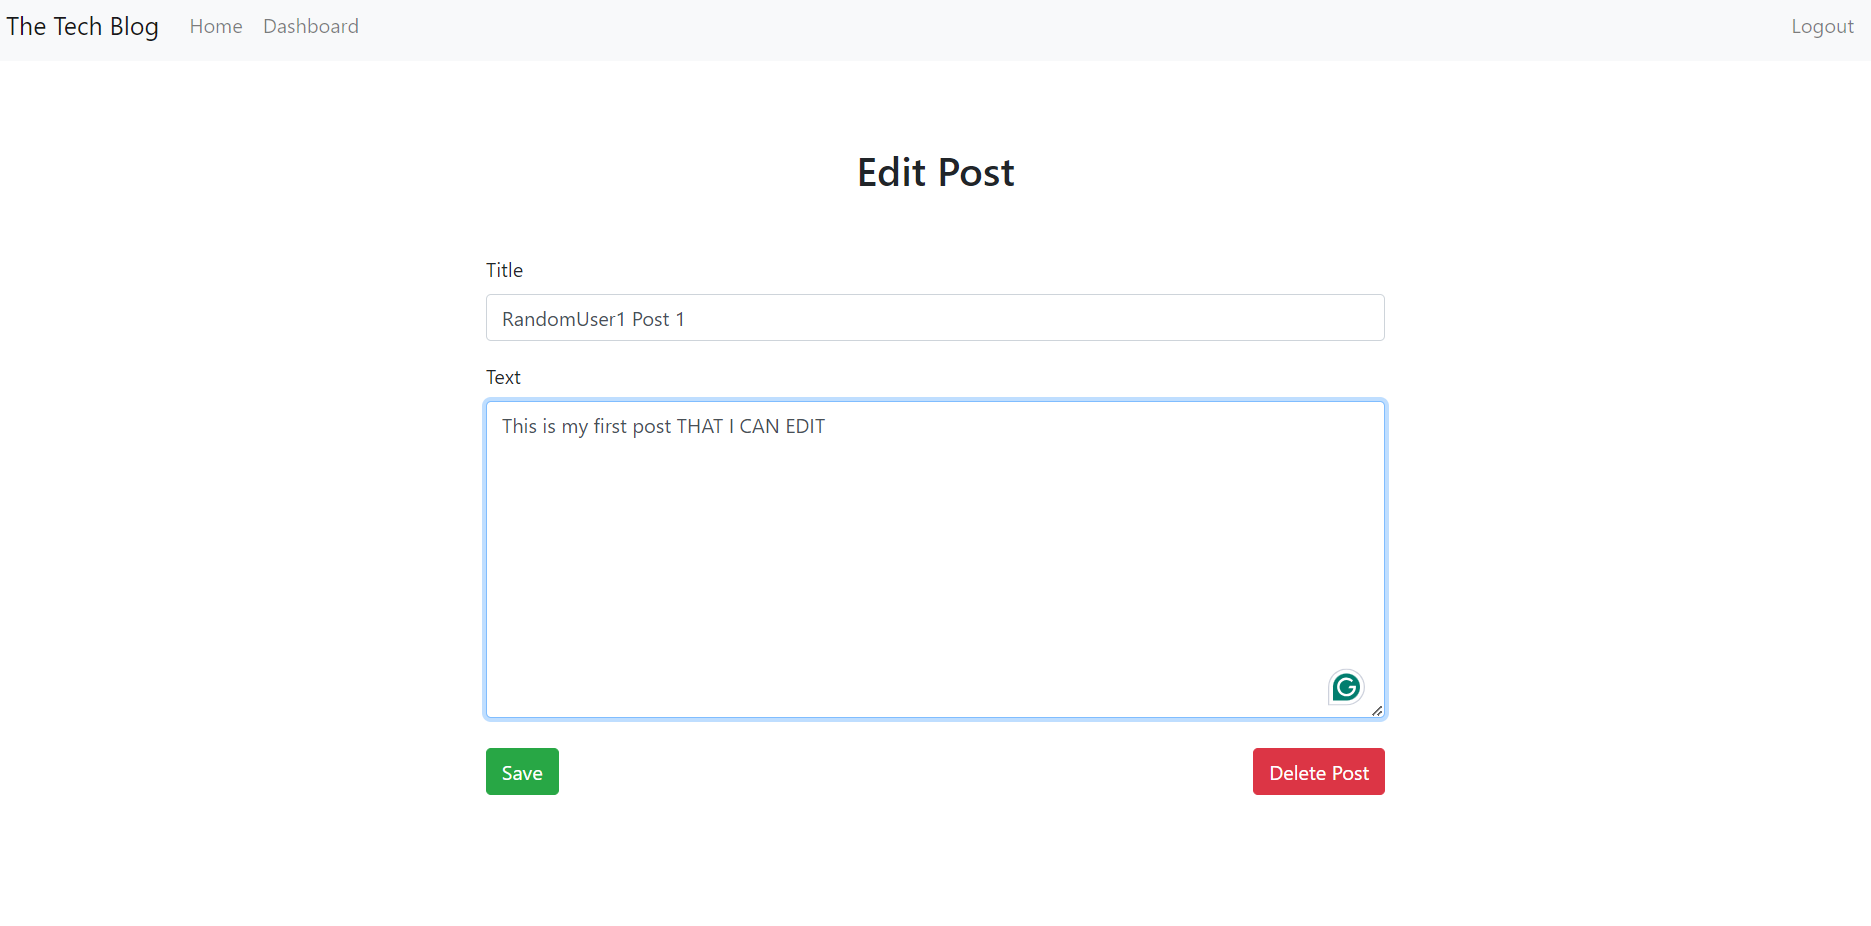 The Tech Blog Home Dashboard Logout
Edit Post
Title
RandomUser1 Post 1
Text
This is my first post THAT I CAN EDIT
G
Save Delete Post